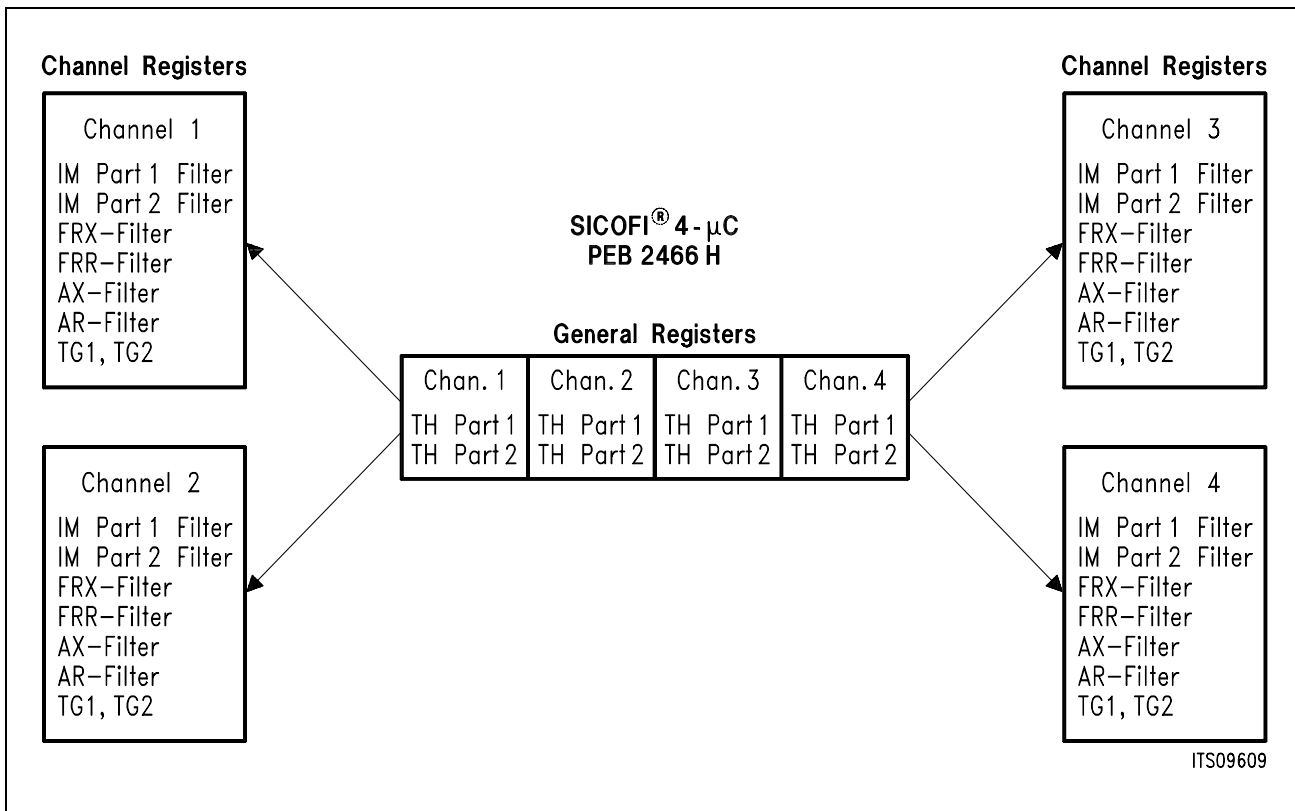 Channel Registers
Channel 1
IM Part 1 Filter
IM Part 2 Filter
FRX-Filter
FRR-Filter
AX-Filter
AR-Filter
TG1, TG2
Channel 2
IM Part 1 Filter
IM Part 2 Filter
FRX-Filter
FRR-Filter
AX-Filter
AR-Filter
TG1, TG2
SICOFI® 4-µC
PEB 2466 H
General Registers
Chan. 1
TH Part 1
TH Part 2
Chan. 2
TH Part 1
TH Part 2
Chan. 3
TH Part 1
TH Part 2
Chan. 4
TH Part 1
TH Part 2
Channel Registers
Channel 3
IM Part 1 Filter
IM Part 2 Filter
FRX-Filter
FRR-Filter
AX-Filter
AR-Filter
TG1, TG2
Channel 4
IM Part 1 Filter
IM Part 2 Filter
FRX-Filter
FRR-Filter
AX-Filter
AR-Filter
TG1, TG2
ITS09609